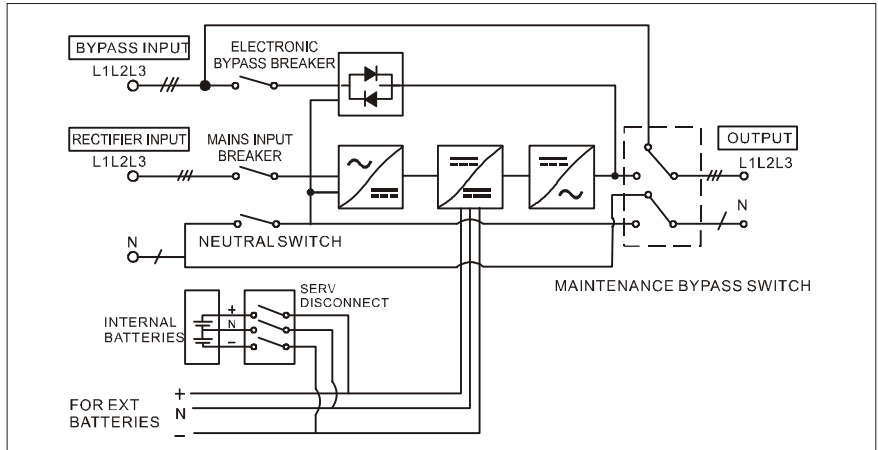 BYPASS INPUT
L1L2L3
ELECTRONIC
BYPASS BREAKER
RECTIFIER INPUT
L1L2L3
MAINS INPUT
BREAKER
OUTPUT
L1L2L3
N
N
NEUTRAL SWITCH
MAINTENANCE BYPASS SWITCH
SERV
DISCONNECT
INTERNAL
BATTERIES
+
N
−
FOR EXT
BATTERIES
+
N
−